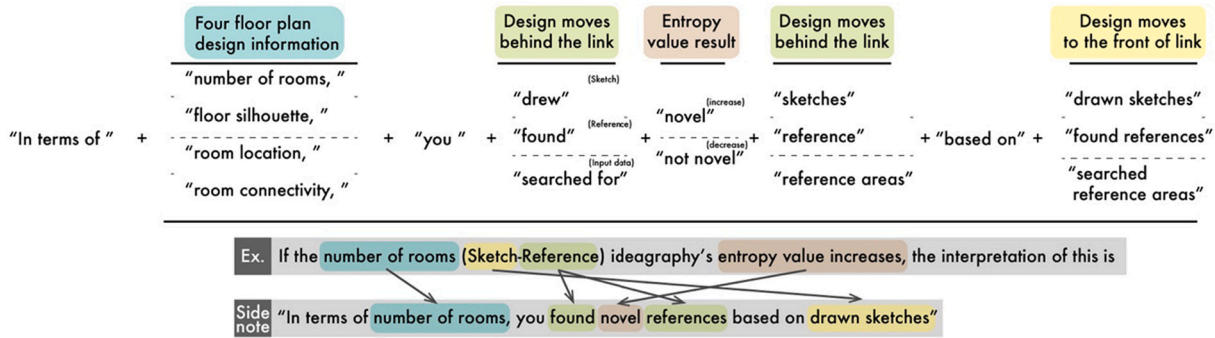 Four floor plan
design information
Design moves
behind the link
Entropy
value result
Design moves
behind the link
Design moves
to the front of link
"In terms of "
+
"number of rooms, "
"floor silhouette, "
"room location, "
"room connectivity, "
+
"you "
+
(Sketch)
"drew"
(Reference)
"found"
(Input data)
"searched for"
+
(increase)
"novel"
(decrease)
"not novel"
+
"sketches"
"reference"
"reference areas"
+ "based on" +
"drawn sketches"
"found references"
"searched
reference areas"
Ex. If the number of rooms (Sketch-Reference) ideagraphy's entropy value increases, the interpretation of this is
Side
note
"In terms of number of rooms, you found novel references based on drawn sketches"